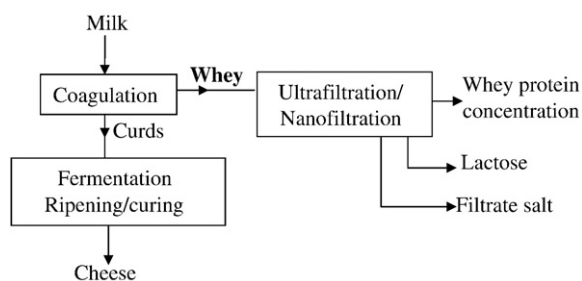 Milk
Coagulation
Whey
Ultrafiltration/
Nanofiltration
Whey protein
concentration
Curds
Lactose
Fermentation
Ripening/curing
Filtrate salt
Cheese